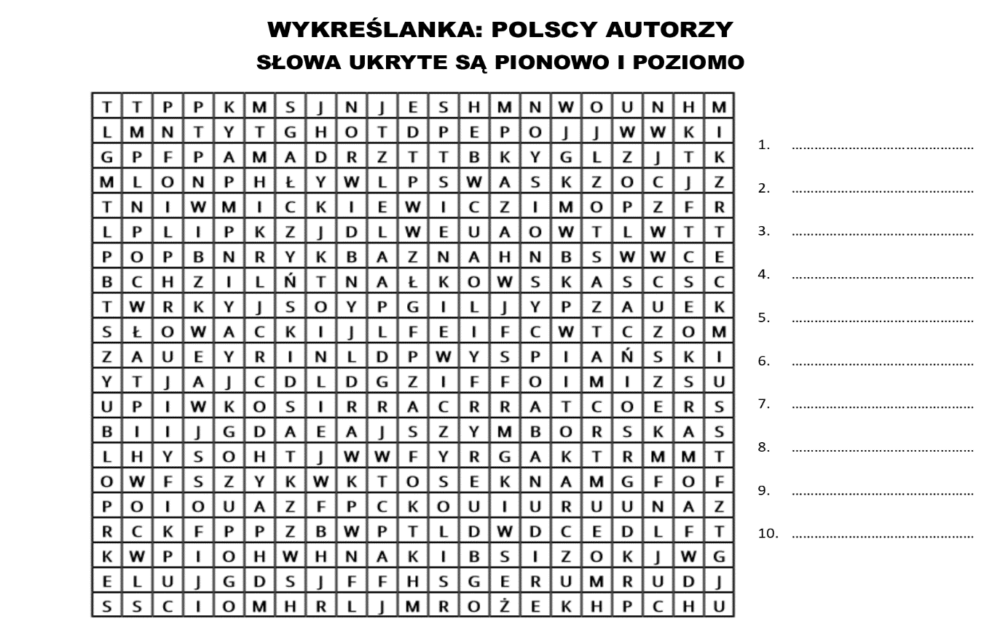 WYKREŚLANKA: POLSCY AUTORZY
SŁOWA UKRYTE SĄ PIONOWO I POZIOMO
T T P P K M S J N J E S H M N W O U N H M
L M N T Y T G H O T D P E P O J J W W K I
G P F P A M A D R Z T T B K Y G L Z J T K
M L O N P H Ł Y W L P S W A S K Z O C J Z
T N I W M I C K I E W I C Z I M O P Z F R
L P L I P K Z J D L W E U A O W T L W T T
P O P B N R Y K B A Z N A H N B S W W C E
B C H Z I L Ń T N A Ł K O W S K A S C S C
T W R K Y J S O Y P G I L J Y P Z A U E K
S Ł O W A C K I J L F E I F C W T C Z O M
Z A U E Y R I N L D P W Y S P I A Ń S K I
Y T J A J C D L D G Z I F F O I M I Z S U
U P I W K O S I R R A C R R A T C O E R S
B I I J G D A E A J S Z Y M B O R S K A S
L H Y S O H T J W W F Y R G A K T R M M T
O W F S Z Y K W K T O S E K N A M G F O F
P O I O U A Z F P C K O U I U R U U N A Z
R C K F P P Z B W P T L D W D C E D L F T
K W P I O H W H N A K I B S I Z O K J W G
E L U J G D S J F F H S G E R U M R U D J
S S C I O M H R L J M R O Ż E K H P C H U
1. ................................................
2. ................................................
3. ................................................
4. ................................................
5. ................................................
6. ................................................
7. ................................................
8. ................................................
9. ................................................
10. ................................................